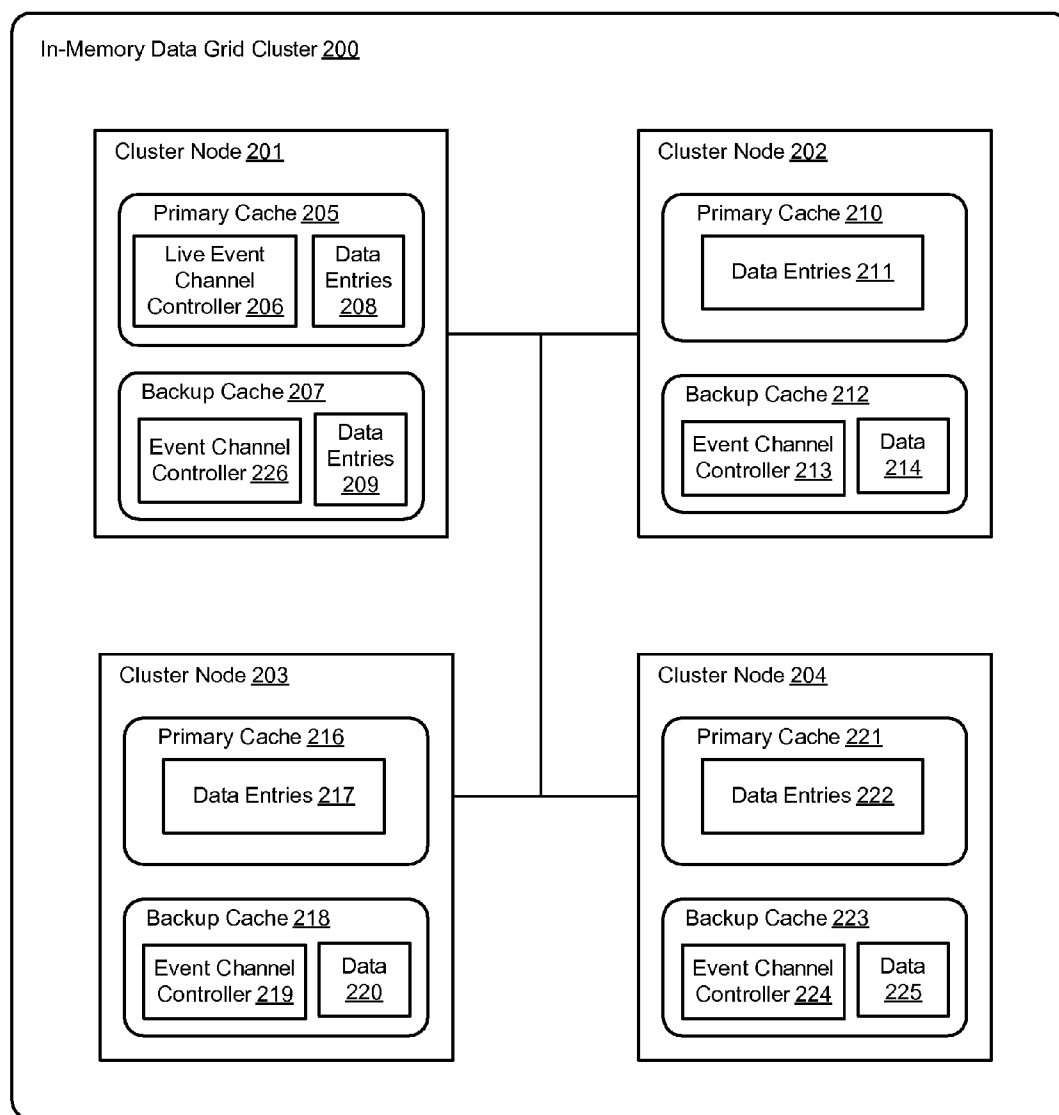 In-Memory Data Grid Cluster 200
Cluster Node 201
Primary Cache 205
Live Event
Channel
Controller 206
Data
Entries
208
Backup Cache 207
Event Channel
Controller 226
Data
Entries
209
Cluster Node 202
Primary Cache 210
Data Entries 211
Backup Cache 212
Event Channel
Controller 213
Data
214
Cluster Node 203
Primary Cache 216
Data Entries 217
Backup Cache 218
Event Channel
Controller 219
Data
220
Cluster Node 204
Primary Cache 221
Data Entries 222
Backup Cache 223
Event Channel
Controller 224
Data
225